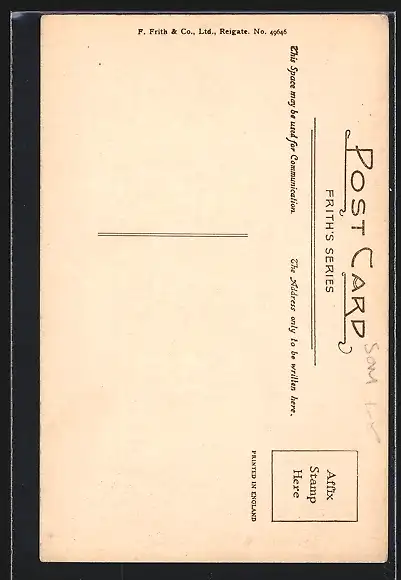 F. Frith & Co., Ltd., Reigate. No. 49646
POST CARD
FRITH'S SERIES
This Space may be used for Communication.
The Address only to be written here.
Affix
Stamp
Here
PRINTED IN ENGLAND